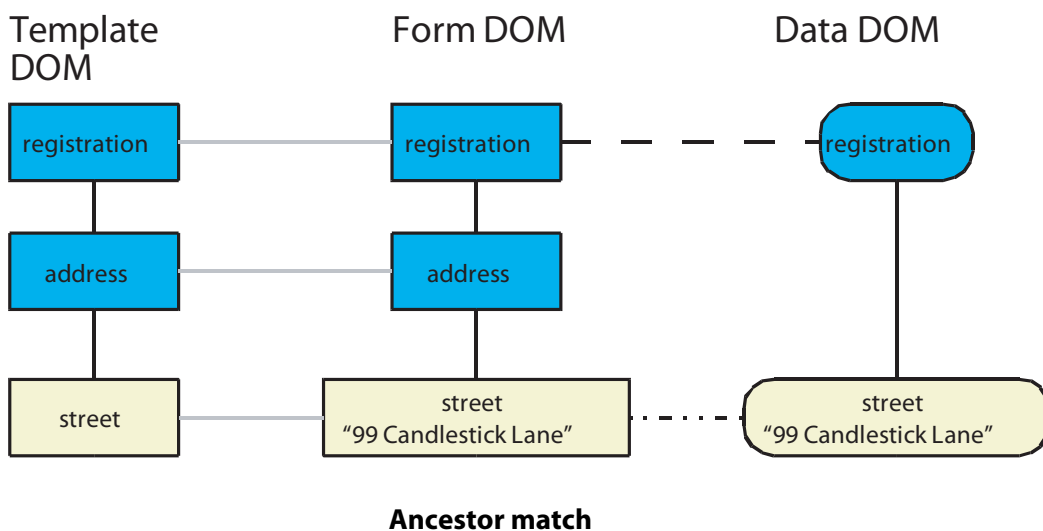 Template
DOM
Form DOM
Data DOM
registration
registration
registration
address
address
street
street
“99 Candlestick Lane”
street
“99 Candlestick Lane”
Ancestor match